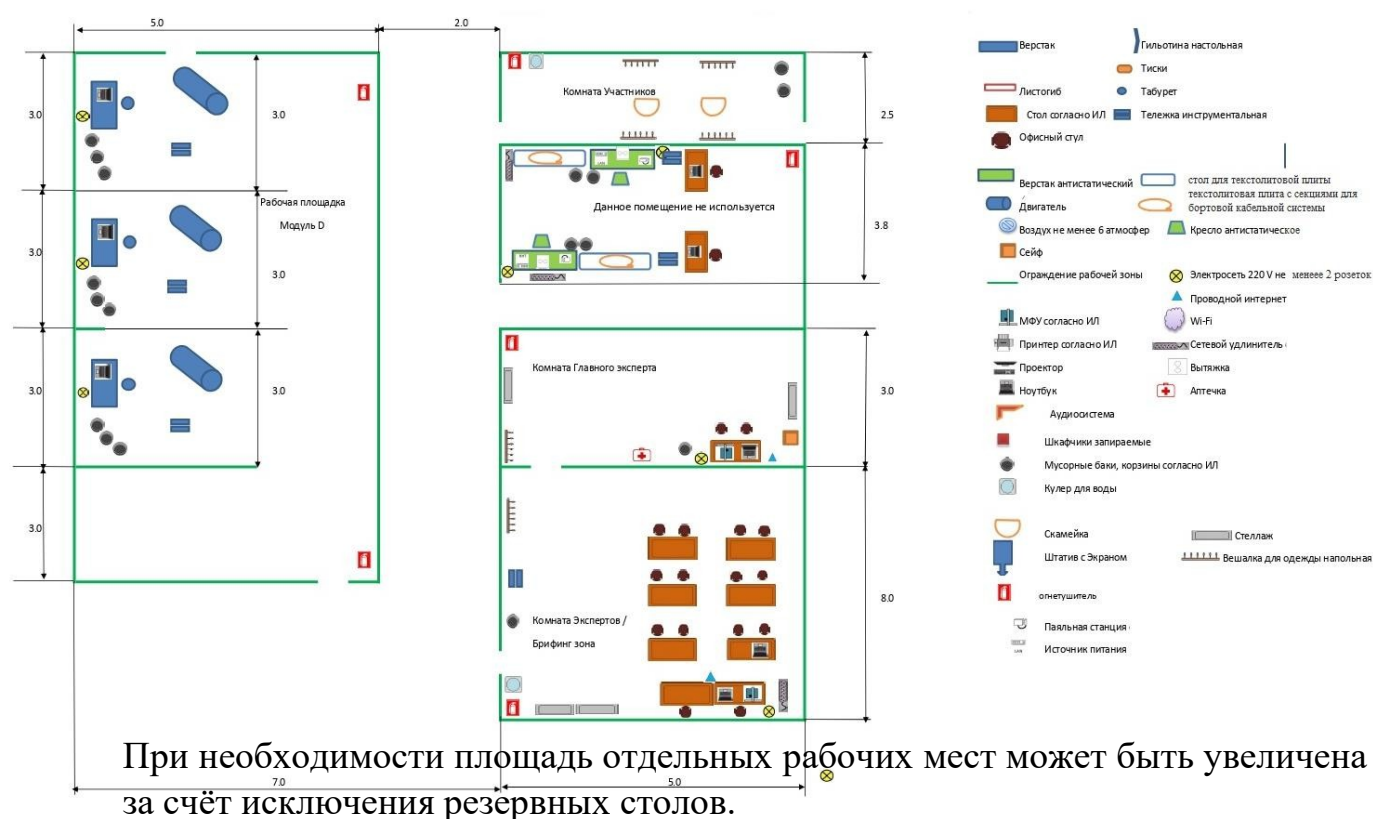 5.0
2.0
3.0
3.0
Комната Участников
2.5
Рабочая площадка
Модуль D
3.0
3.0
Данное помещение не используется
3.8
3.0
3.0
Комната Главного эксперта
3.0
3.0
Комната Экспертов /
Брифинг зона
8.0
7.0
5.0
Верстак
Гильотина настольная
Тиски
Листогиб
Табурет
Стол согласно ИЛ
Тележка инструментальная
Офисный стул
Верстак антистатический
стол для текстолитовой плиты
текстолитовая плита с секциями для
бортовой кабельной системы
Двигатель
Воздух не менее 6 атмосфер
Кресло антистатическое
Сейф
Ограждение рабочей зоны
Электросеть 220 V не менеее 2 розеток
Проводной интернет
МФУ согласно ИЛ
Wi-Fi
Принтер согласно ИЛ
Сетевой удлинитель
Проектор
Вытяжка
Ноутбук
Аптечка
Аудиосистема
Шкафчики запираемые
Мусорные баки, корзины согласно ИЛ
Кулер для воды
Скамейка
Стеллаж
Штатив с Экраном
Вешалка для одежды напольная
огнетушитель
Паяльная станция
Источник питания
При необходимости площадь отдельных рабочих мест может быть увеличена
за счёт исключения резервных столов.